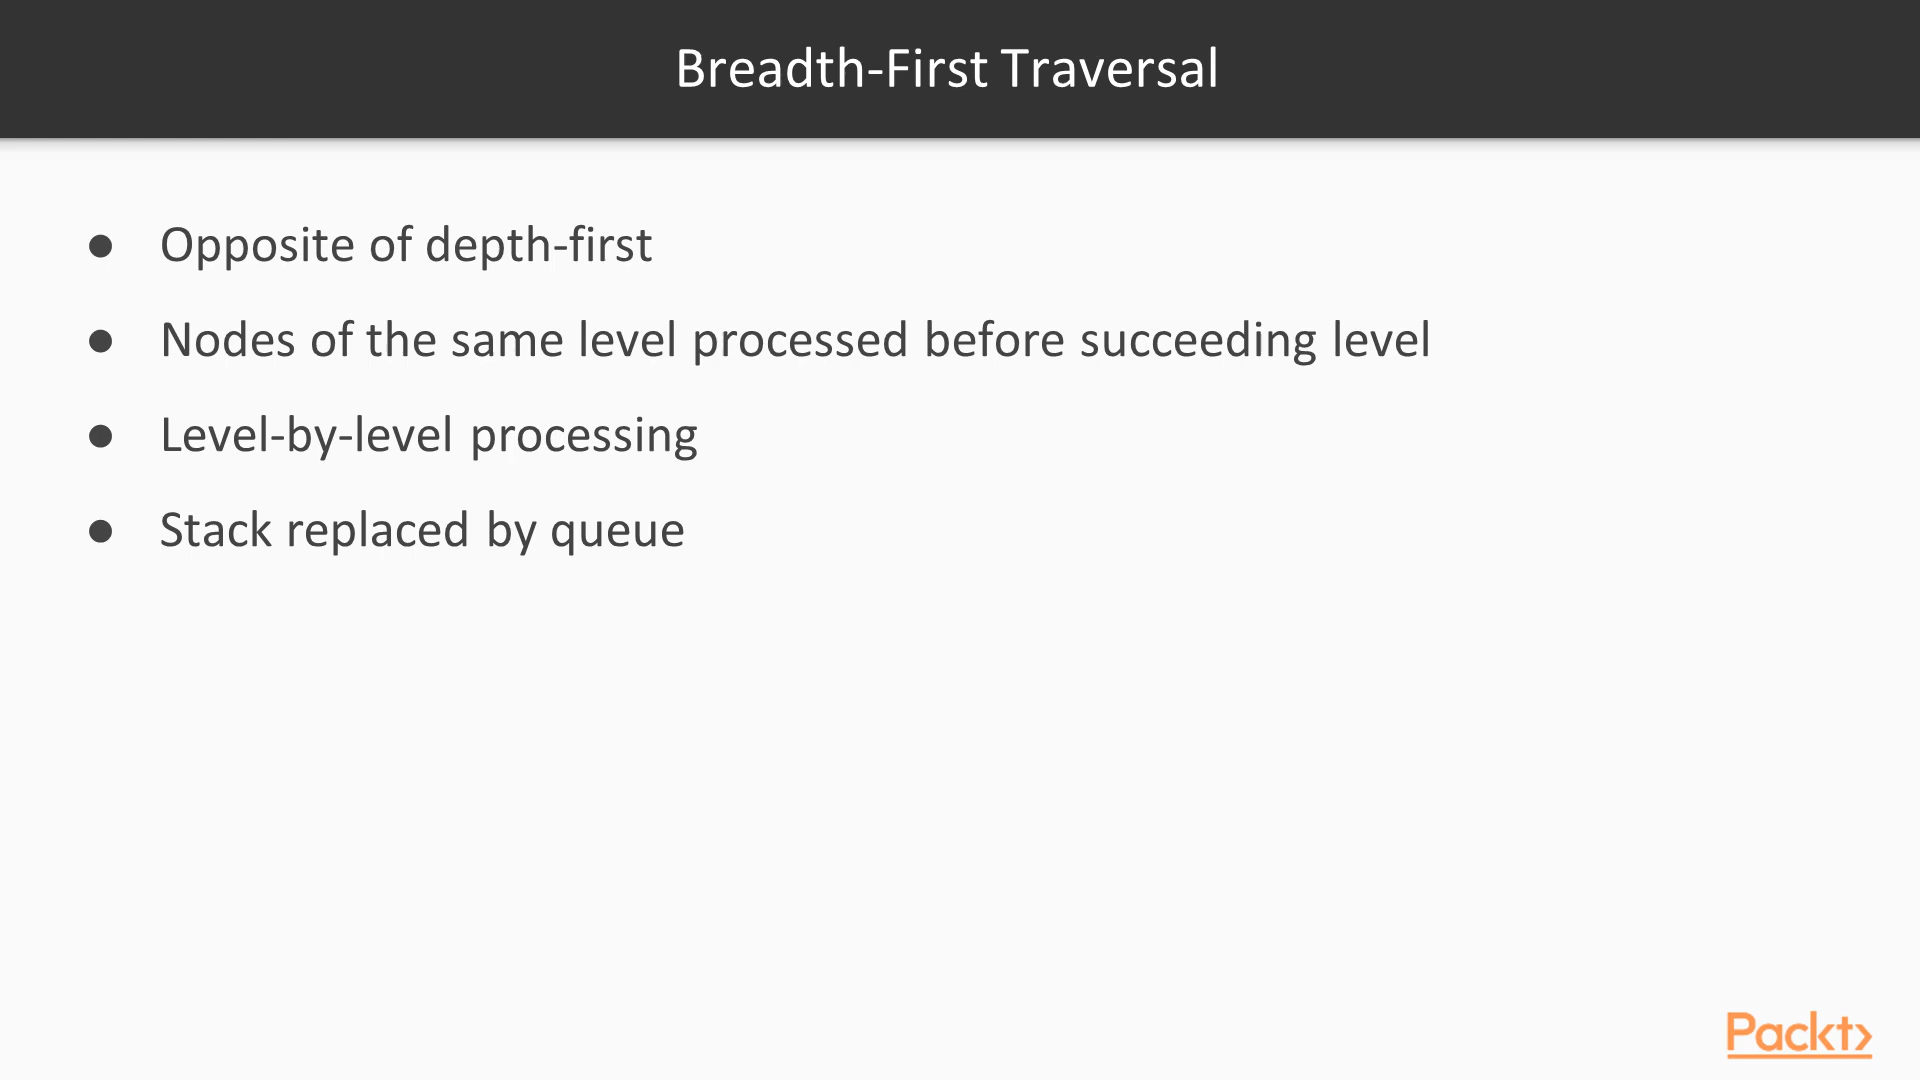 Breadth-First Traversal
● Opposite of depth-first
● Nodes of the same level processed before succeeding level
● Level-by-level processing
● Stack replaced by queue
Packt>